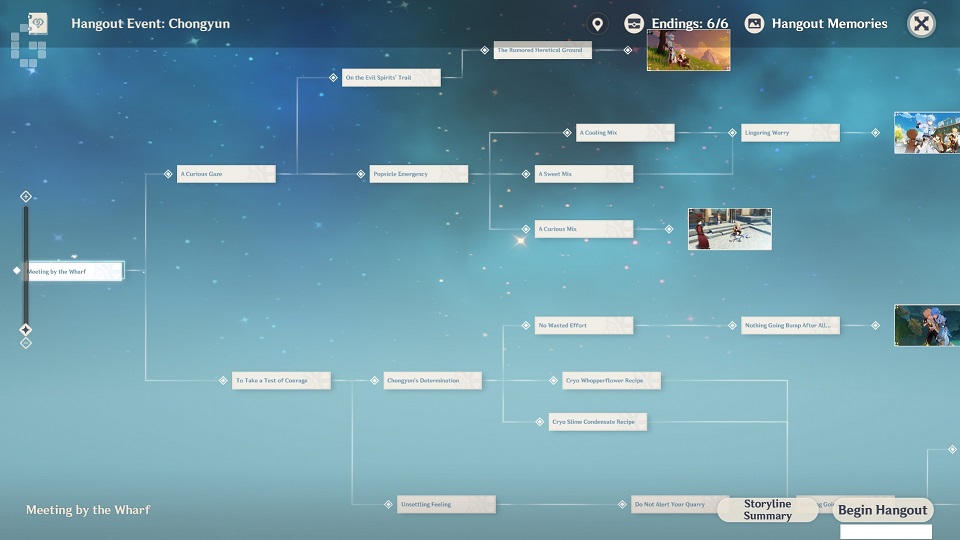 Hangout Event: Chongyun
Endings: 6/6
Hangout Memories
The Rumored Heretical Ground
On the Evil Spirits' Trail
A Cooling Mix
Lingering Worry
A Curious Gaze
Popsicle Emergency
A Sweet Mix
A Curious Mix
Meeting by the Wharf
No Wasted Effort
Nothing Going Bump After All...
To Take a Test of Courage
Chongyun's Determination
Cryo Whopperflower Recipe
Cryo Slime Condensate Recipe
Unsettling Feeling
Do Not Alert Your Quarry
Meeting by the Wharf
Storyline
Summary
Begin Hangout